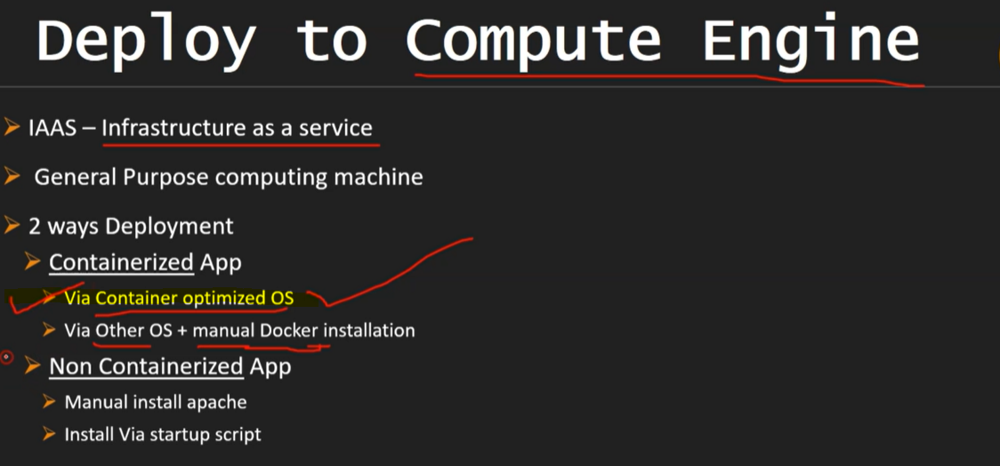 Deploy to Compute Engine
IAAS – Infrastructure as a service
General Purpose computing machine
2 ways Deployment
Containerized App
Via Container optimized OS
Via Other OS + manual Docker installation
Non Containerized App
Manual install apache
Install Via startup script